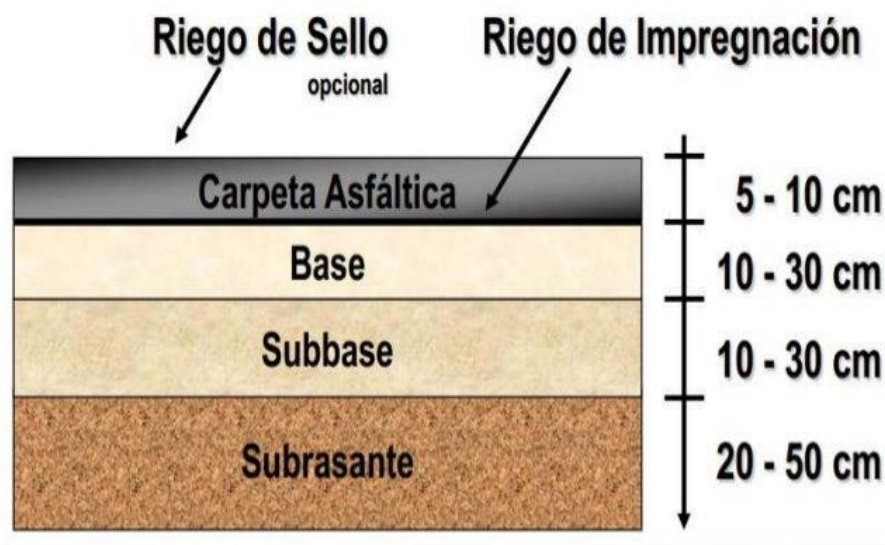 Riego de Sello
opcional
Riego de Impregnación
Carpeta Asfáltica
5 - 10 cm
Base
10 - 30 cm
Subbase
10 - 30 cm
Subrasante
20 - 50 cm